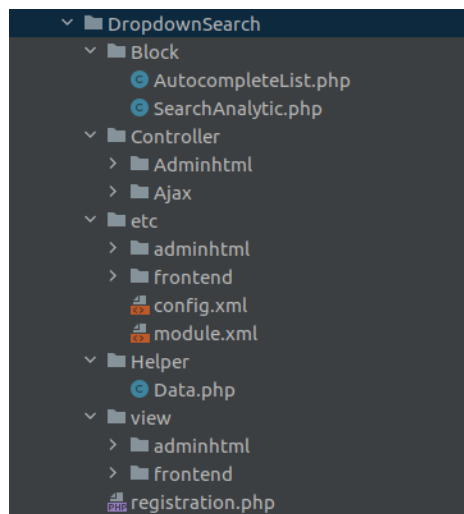 DropdownSearch
Block
AutocompleteList.php
SearchAnalytic.php
Controller
Adminhtml
Ajax
etc
adminhtml
frontend
config.xml
module.xml
Helper
Data.php
view
adminhtml
frontend
registration.php